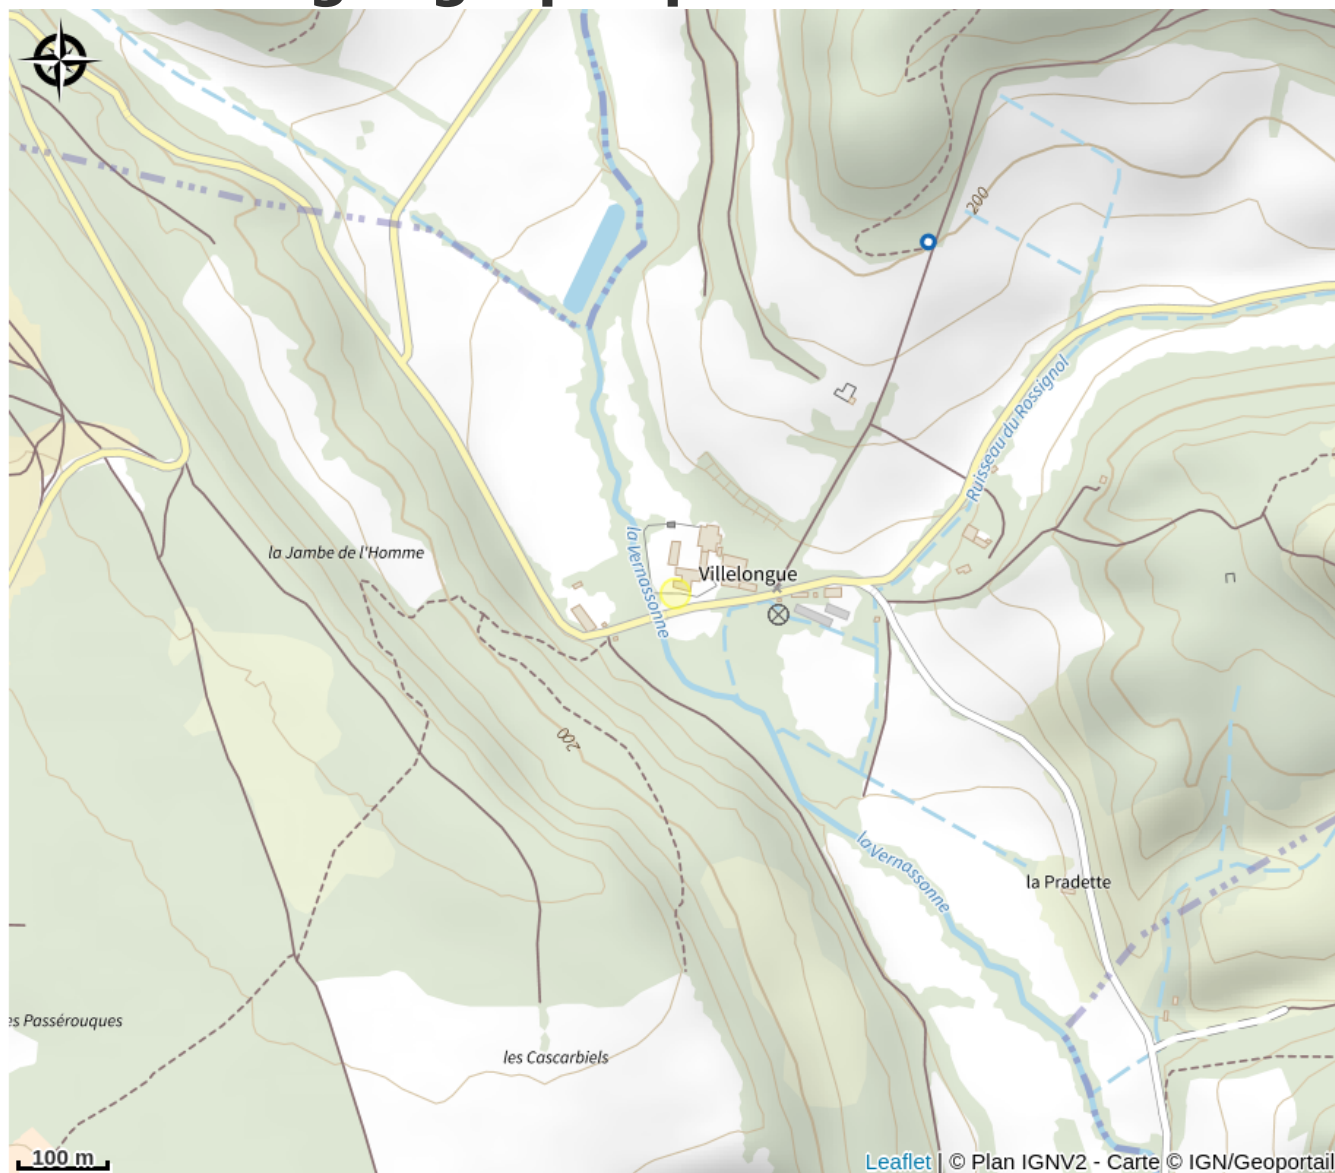 200
Ruisseau du Rossignol
la Jambe de l'Homme
la Vernassonne
Villelongue
200
la Vernassonne
la Pradette
es Passérouques
les Cascarbiels
100 m
Leaflet | © Plan IGNV2 - Carte © IGN/Geoportail